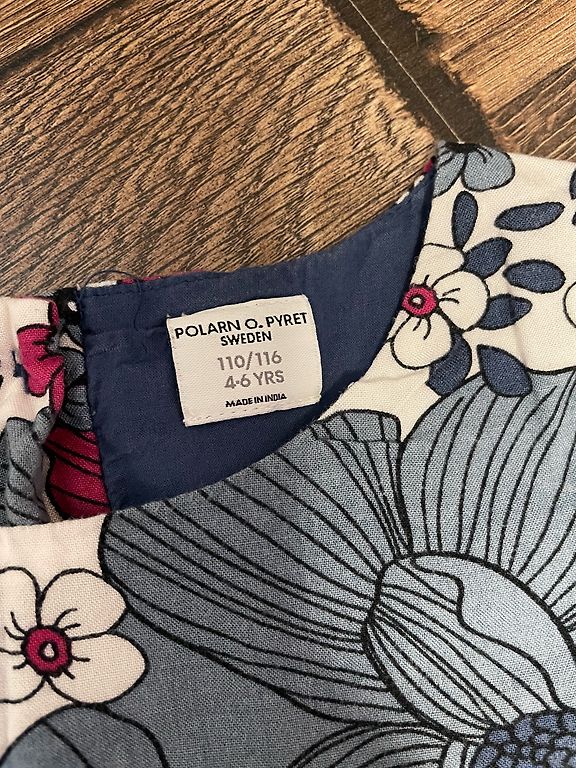 POLARN O. PYRET
SWEDEN
110/116
4-6 YRS
MADE IN INDIA